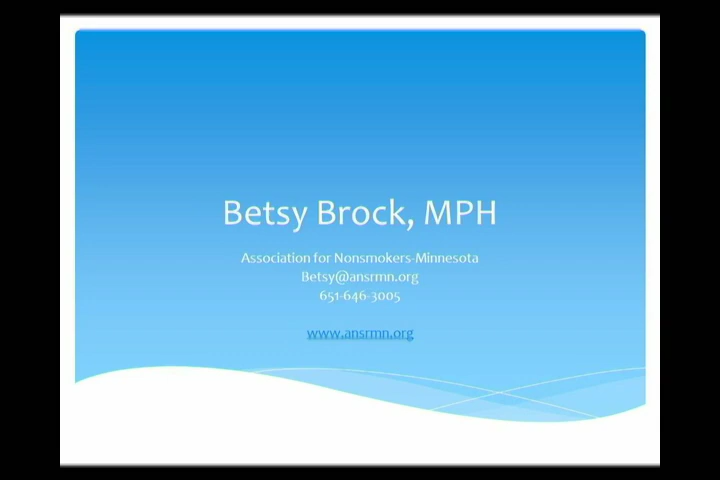 Betsy Brock, MPH
Association for Nonsmokers-Minnesota
Betsy@ansrmn.org
651-646-3005
www.ansrmn.org